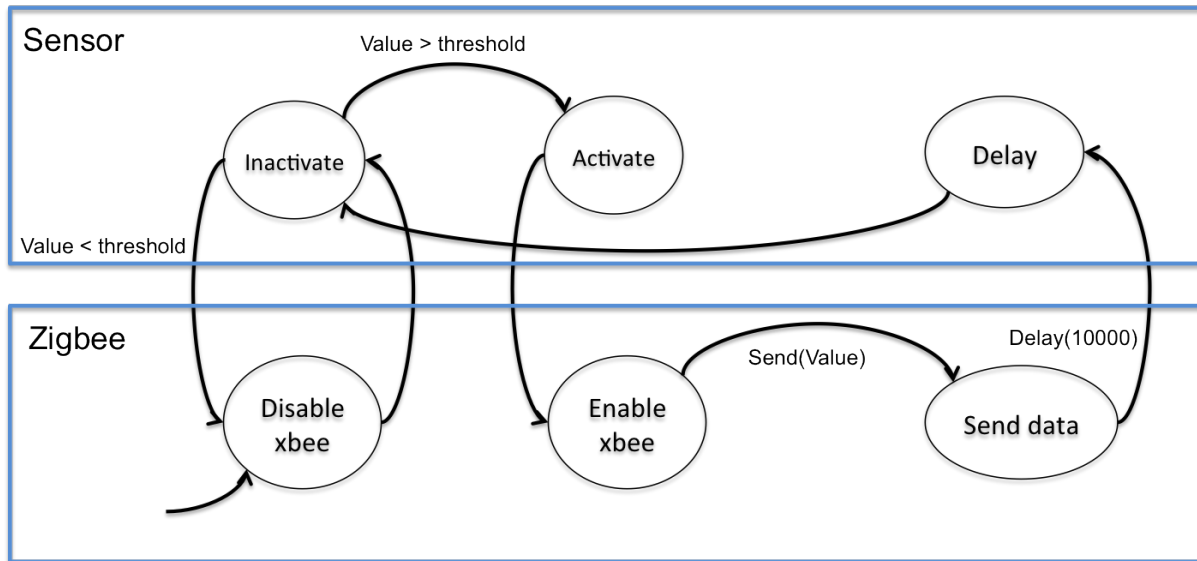 Sensor
Value > threshold
Inactivate
Activate
Delay
Value < threshold
Zigbee
Delay(10000)
Send(Value)
Disable
xbee
Enable
xbee
Send data